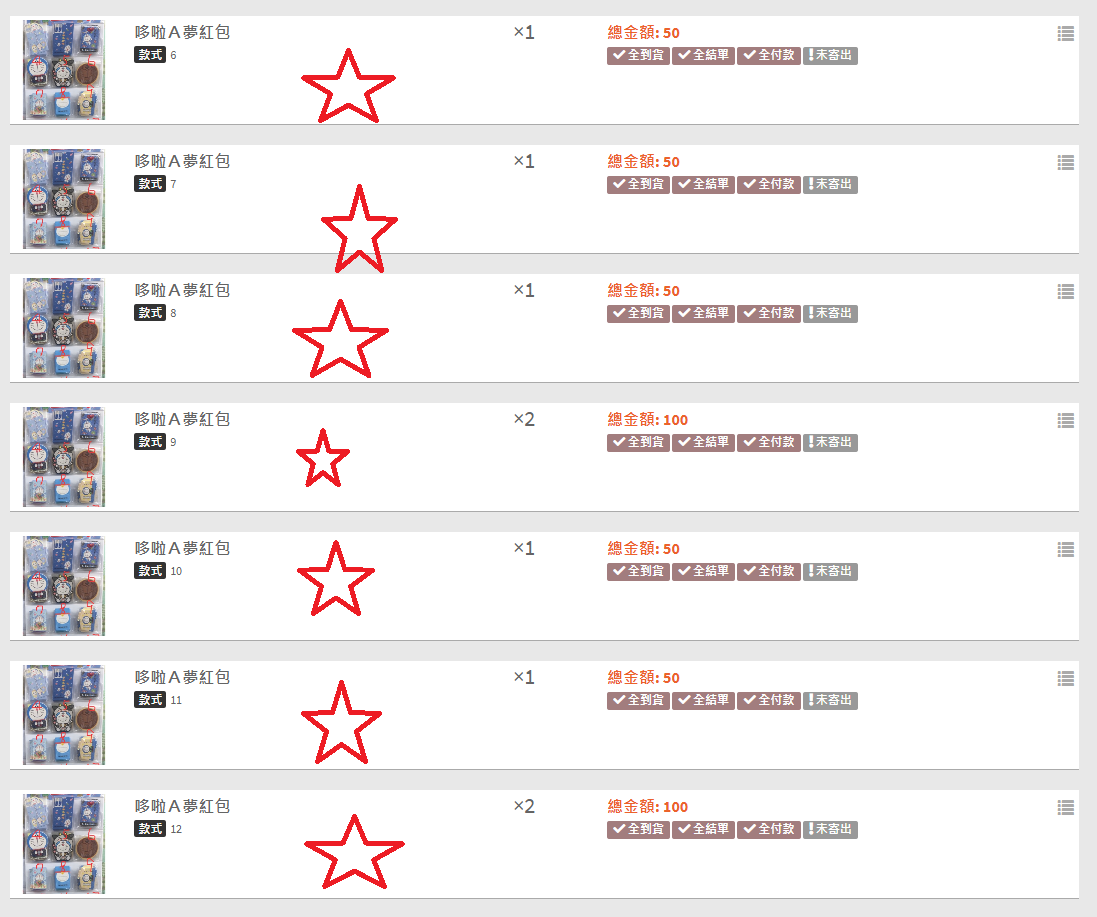 哆啦A夢紅包 ×1 總金額: 50
款式 6 全到貨 全結單 全付款 未寄出
哆啦A夢紅包 ×1 總金額: 50
款式 7 全到貨 全結單 全付款 未寄出
哆啦A夢紅包 ×1 總金額: 50
款式 8 全到貨 全結單 全付款 未寄出
哆啦A夢紅包 ×2 總金額: 100
款式 9 全到貨 全結單 全付款 未寄出
哆啦A夢紅包 ×1 總金額: 50
款式 10 全到貨 全結單 全付款 未寄出
哆啦A夢紅包 ×1 總金額: 50
款式 11 全到貨 全結單 全付款 未寄出
哆啦A夢紅包 ×2 總金額: 100
款式 12 全到貨 全結單 全付款 未寄出